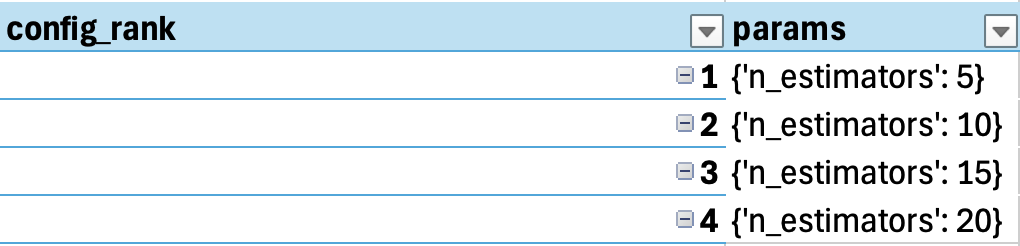 config_rank params
1 {'n_estimators': 5}
2 {'n_estimators': 10}
3 {'n_estimators': 15}
4 {'n_estimators': 20}